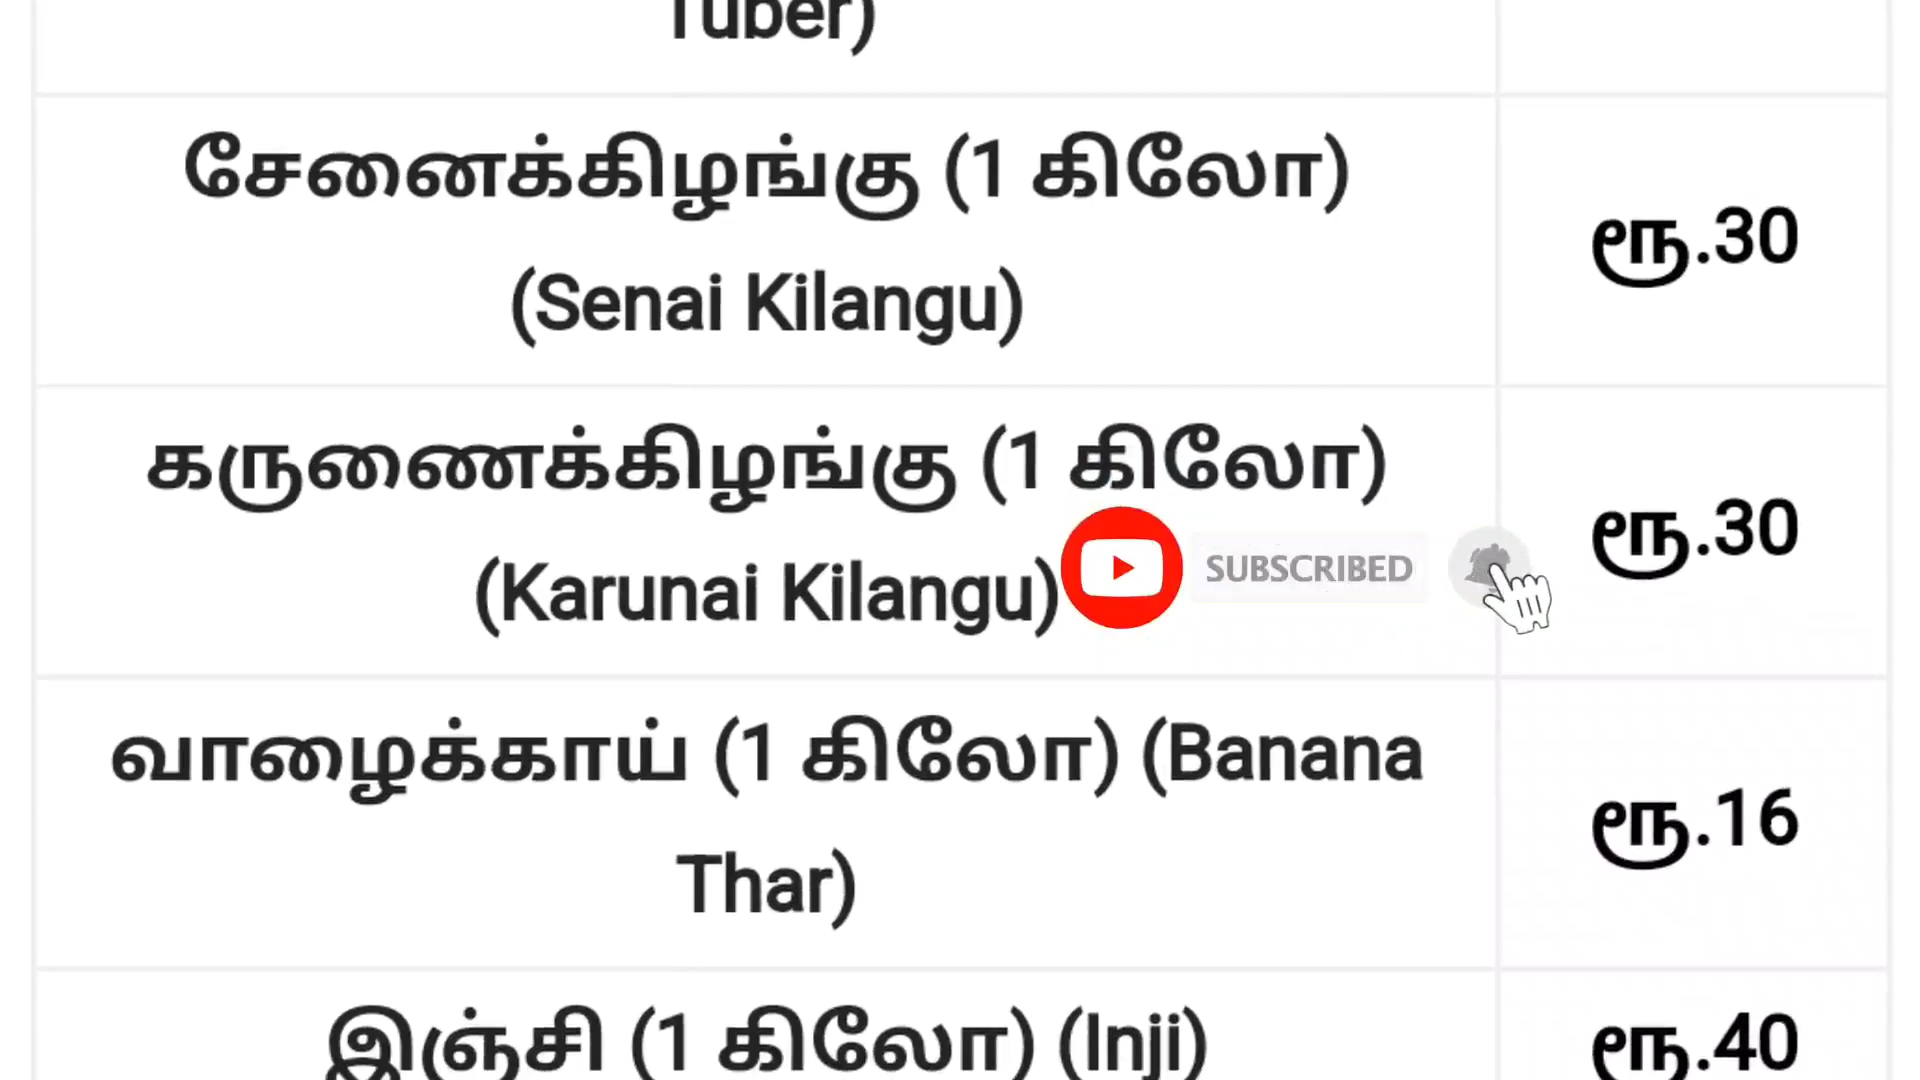 Tuber)
சேனைக்கிழங்கு (1 கிலோ)
(Senai Kilangu)
ரூ.30
கருணைக்கிழங்கு (1 கிலோ)
(Karunai Kilangu)
ரூ.30
SUBSCRIBED
வாழைக்காய் (1 கிலோ) (Banana
Thar)
ரூ.16
இஞ்சி (1 கிலோ) (Inji)
ரூ.40